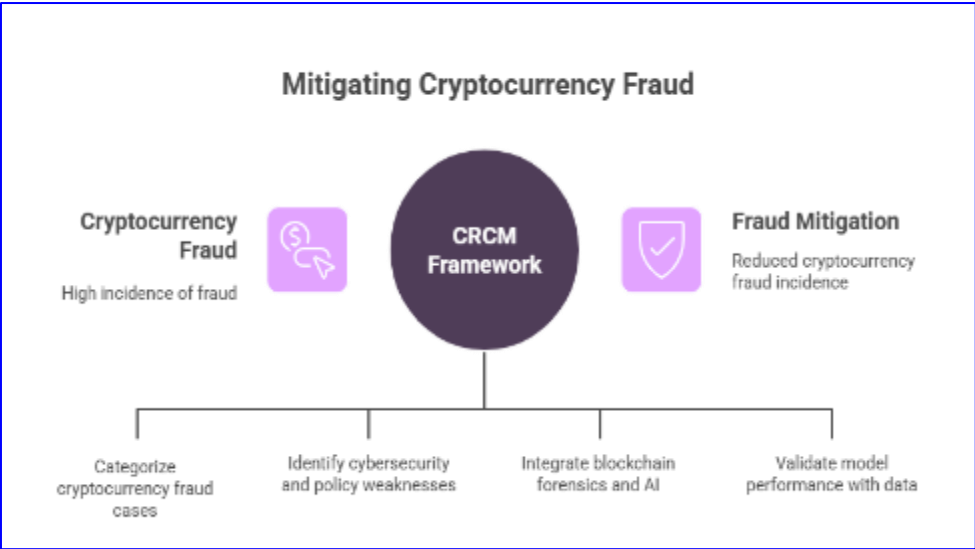 Mitigating Cryptocurrency Fraud
Cryptocurrency
Fraud
High incidence of fraud
CRCM
Framework
Fraud Mitigation
Reduced cryptocurrency
fraud incidence
Categorize
cryptocurrency fraud
cases
Identify cybersecurity
and policy weaknesses
Integrate blockchain
forensics and AI
Validate model
performance with data